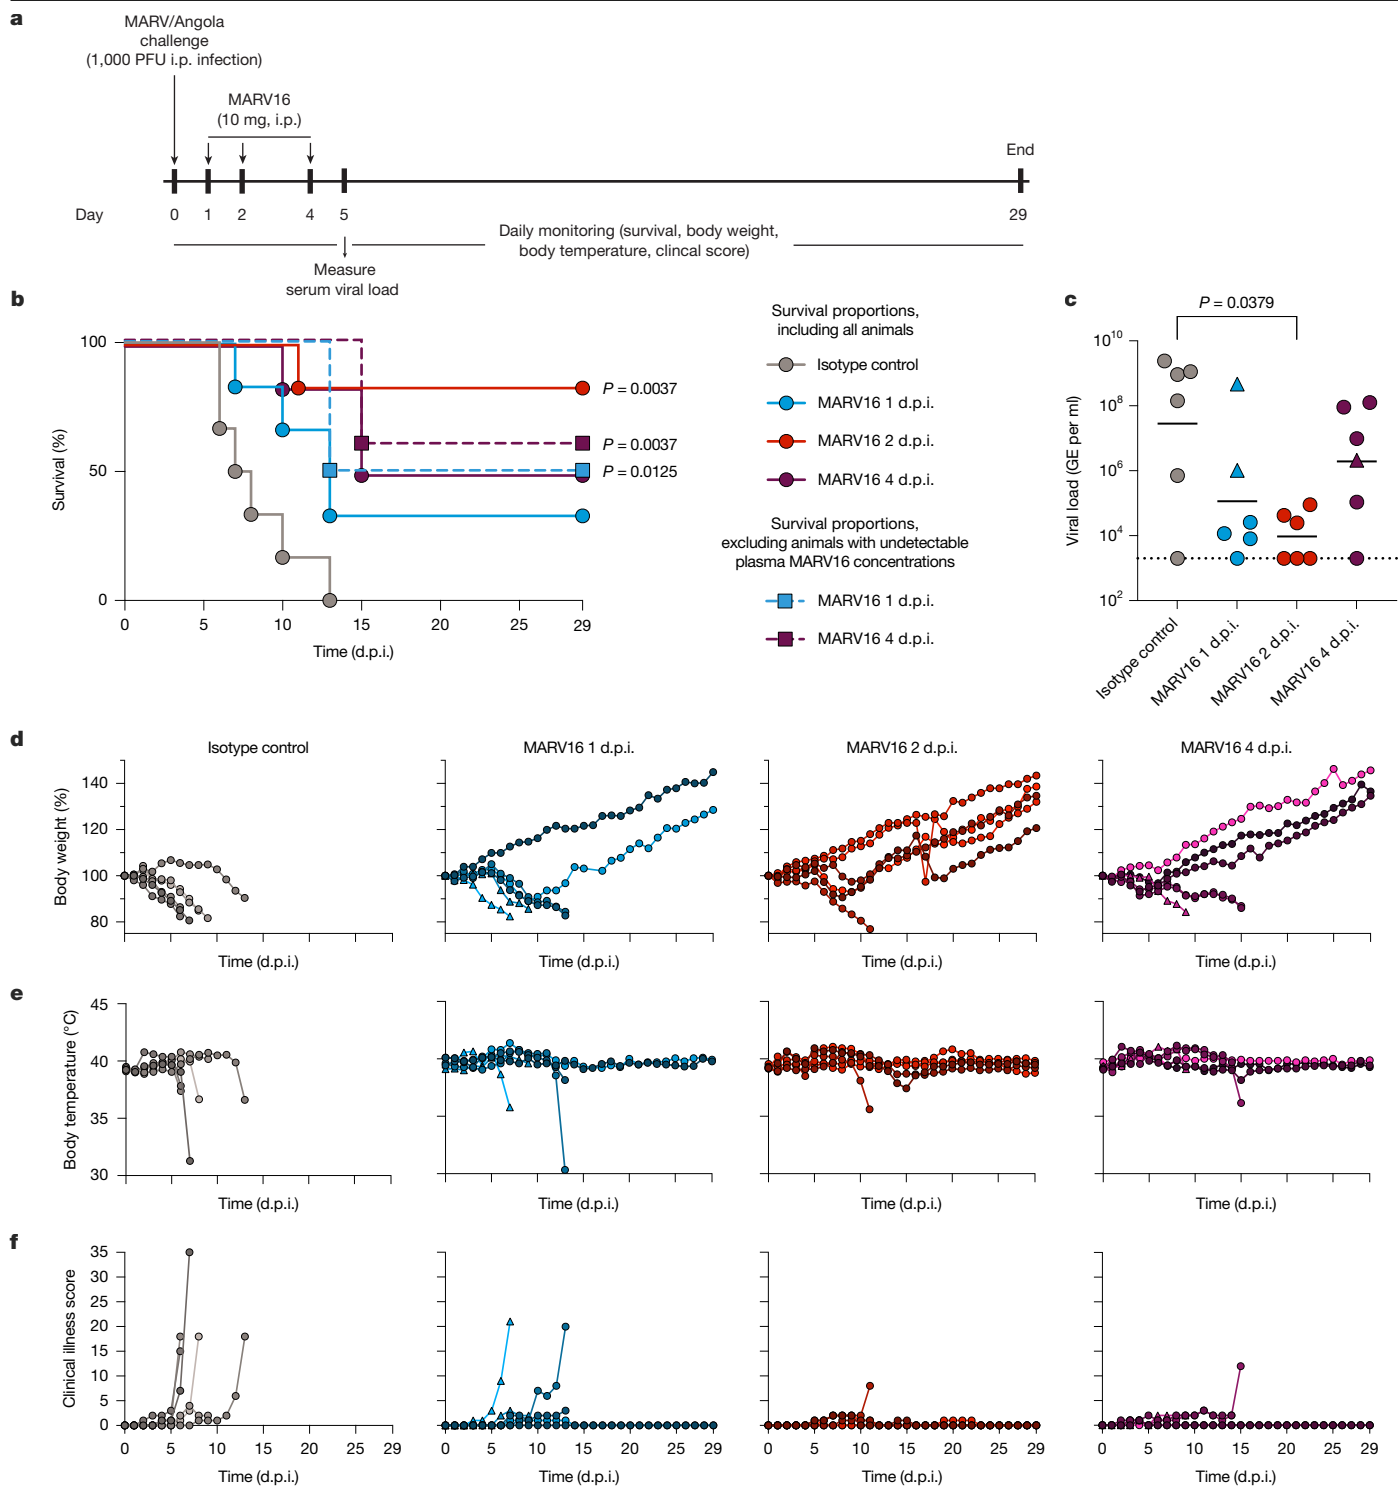 a
MARV/Angola
challenge
(1,000 PFU i.p. infection)
MARV16
(10 mg, i.p.)
End
Day
0 1 2 4 5 29
Daily monitoring (survival, body weight,
body temperature, clincal score)
Measure
serum viral load
b
Survival (%)
100
50
0
0 5 10 15 20 25 29
Time (d.p.i.)
P = 0.0037
P = 0.0037
P = 0.0125
Survival proportions,
including all animals
Isotype control
MARV16 1 d.p.i.
MARV16 2 d.p.i.
MARV16 4 d.p.i.
Survival proportions,
excluding animals with undetectable
plasma MARV16 concentrations
MARV16 1 d.p.i.
MARV16 4 d.p.i.
c
P = 0.0379
Viral load (GE per ml)
10^10
10^8
10^6
10^4
10^2
Isotype control
MARV16 1 d.p.i.
MARV16 2 d.p.i.
MARV16 4 d.p.i.
d
Isotype control
MARV16 1 d.p.i.
MARV16 2 d.p.i.
MARV16 4 d.p.i.
Body weight (%)
140
120
100
80
Time (d.p.i.)
Time (d.p.i.)
Time (d.p.i.)
Time (d.p.i.)
e
Body temperature (°C)
45
40
35
30
Time (d.p.i.)
Time (d.p.i.)
Time (d.p.i.)
Time (d.p.i.)
f
Clinical illness score
35
30
25
20
15
10
5
0
0 5 10 15 20 25 29
0 5 10 15 20 25 29
0 5 10 15 20 25 29
0 5 10 15 20 25 29
Time (d.p.i.)
Time (d.p.i.)
Time (d.p.i.)
Time (d.p.i.)